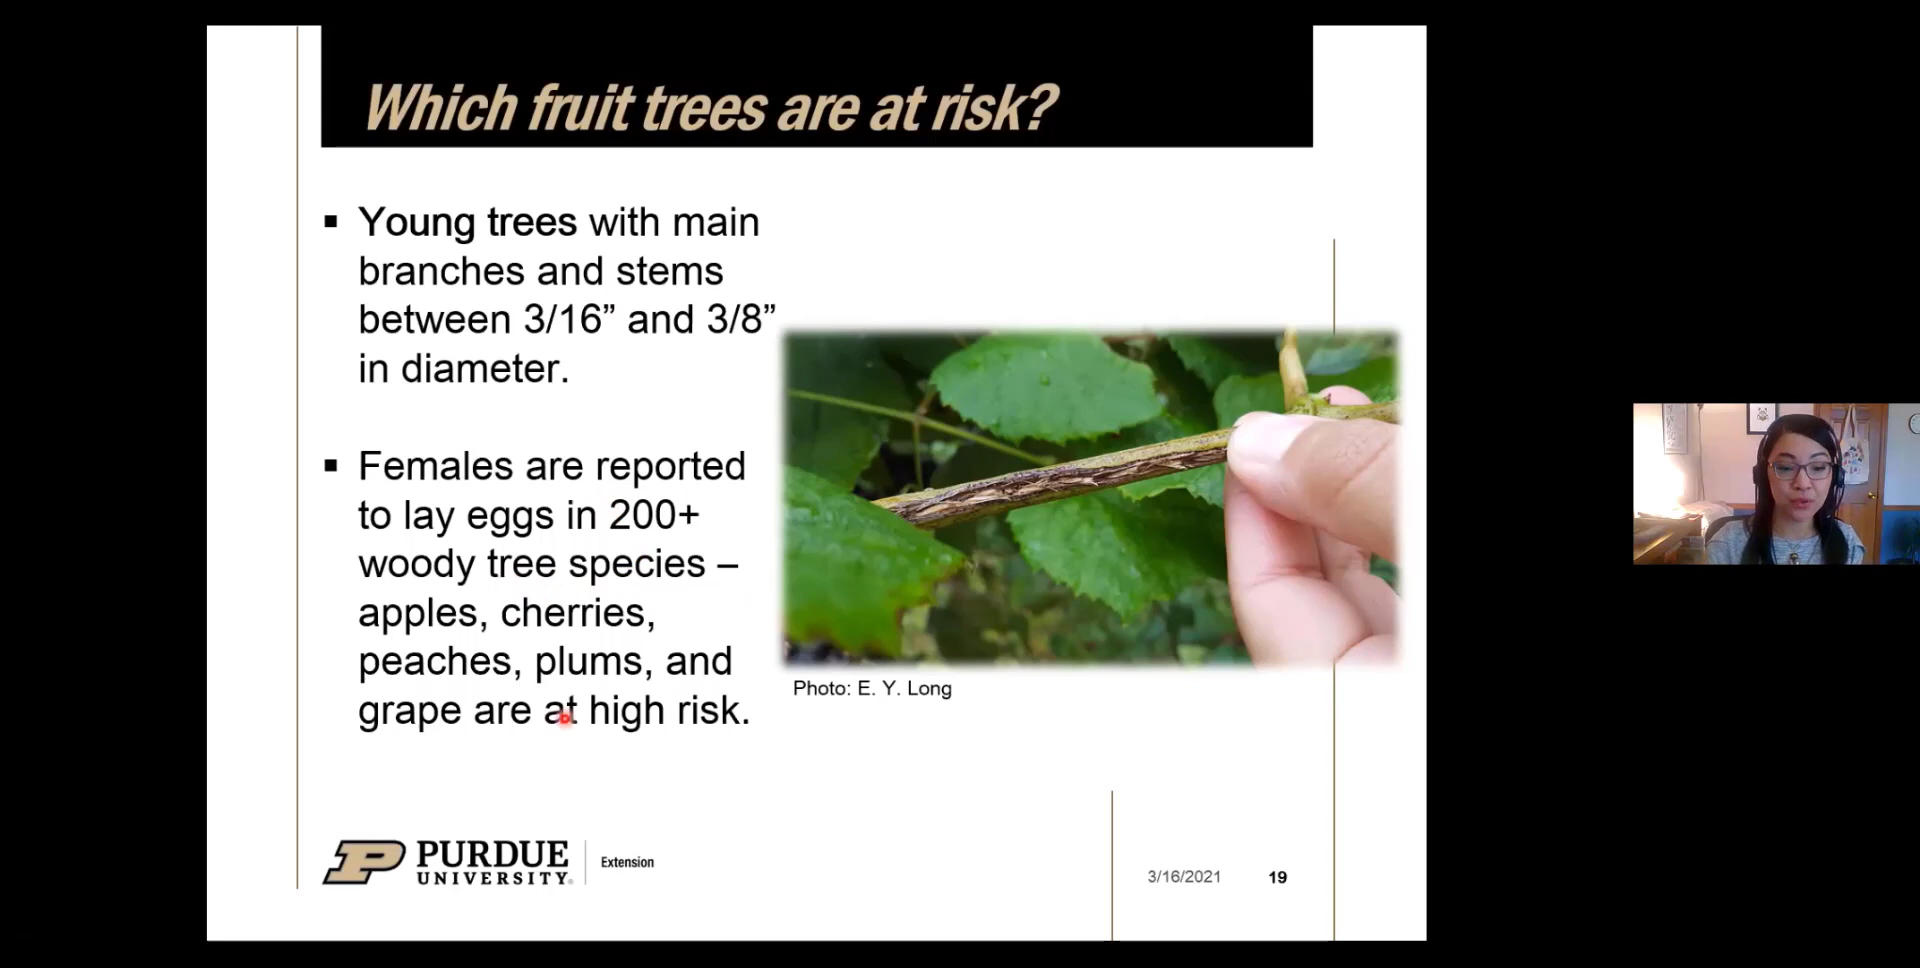 Which fruit trees are at risk?
▪ Young trees with main
branches and stems
between 3/16” and 3/8”
in diameter.
▪ Females are reported
to lay eggs in 200+
woody tree species –
apples, cherries,
peaches, plums, and
grape are at high risk.
Photo: E. Y. Long
PURDUE
UNIVERSITY.
Extension
3/16/2021
19